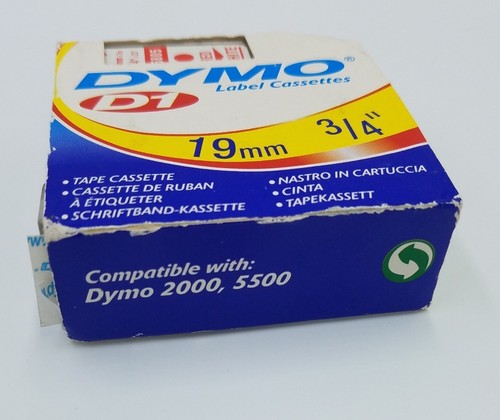 DYMO®
Label Cassettes
D1
19mm 3/4"
• TAPE CASSETTE
• CASSETTE DE RUBAN
À ÉTIQUETER
• SCHRIFTBAND-KASSETTE
• NASTRO IN CARTUCCIA
• CINTA
• TAPEKASSETT
Compatible with:
Dymo 2000, 5500